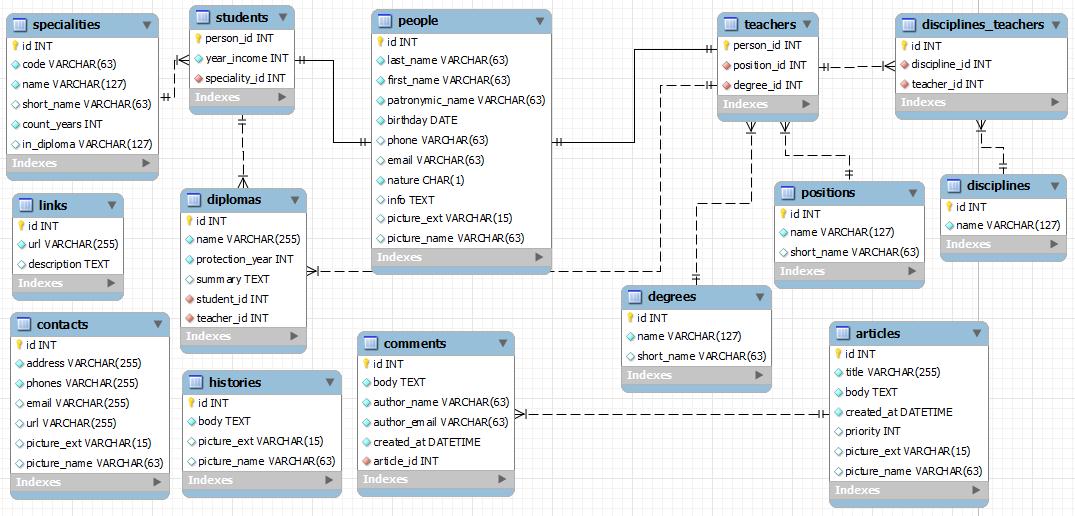 specialities
id INT
code VARCHAR(63)
name VARCHAR(127)
short_name VARCHAR(63)
count_years INT
in_diploma VARCHAR(127)
Indexes
students
person_id INT
year_income INT
speciality_id INT
Indexes
people
id INT
last_name VARCHAR(63)
first_name VARCHAR(63)
patronymic_name VARCHAR(63)
birthday DATE
phone VARCHAR(63)
email VARCHAR(63)
nature CHAR(1)
info TEXT
picture_ext VARCHAR(15)
picture_name VARCHAR(63)
Indexes
teachers
person_id INT
position_id INT
degree_id INT
Indexes
disciplines_teachers
id INT
discipline_id INT
teacher_id INT
Indexes
links
id INT
url VARCHAR(255)
description TEXT
Indexes
diplomas
id INT
name VARCHAR(255)
protection_year INT
summary TEXT
student_id INT
teacher_id INT
Indexes
positions
id INT
name VARCHAR(127)
short_name VARCHAR(63)
Indexes
disciplines
id INT
name VARCHAR(127)
Indexes
degrees
id INT
name VARCHAR(127)
short_name VARCHAR(63)
Indexes
contacts
id INT
address VARCHAR(255)
phones VARCHAR(255)
email VARCHAR(255)
url VARCHAR(255)
picture_ext VARCHAR(15)
picture_name VARCHAR(63)
Indexes
histories
id INT
body TEXT
picture_ext VARCHAR(15)
picture_name VARCHAR(63)
Indexes
comments
id INT
body TEXT
author_name VARCHAR(63)
author_email VARCHAR(63)
created_at DATETIME
article_id INT
Indexes
articles
id INT
title VARCHAR(255)
body TEXT
created_at DATETIME
priority INT
picture_ext VARCHAR(15)
picture_name VARCHAR(63)
Indexes